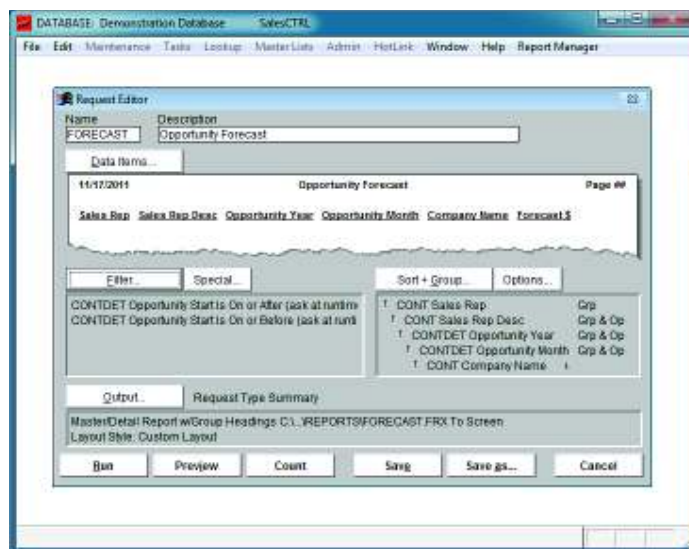 DATABASE: Demonstration Database SalesCTRL
File Edit Maintenance Tasks Lookup Master Lists Admin HotLink Window Help Report Manager
Request Editor
Name Description
FORECAST Opportunity Forecast
Data Items...
11/17/2011 Opportunity Forecast Page ##
Sales Rep Sales Rep Desc Opportunity Year Opportunity Month Company Name Forecast $
Filter... Special... Sort + Group... Options...
CONTDET Opportunity Start is On or After (ask at runtime
CONTDET Opportunity Start is On or Before (ask at runti
↑ CONT Sales Rep Grp
↑ CONT Sales Rep Desc Grp & Op
↑ CONTDET Opportunity Year Grp & Op
↑ CONTDET Opportunity Month Grp & Op
↑ CONT Company Name
Output... Request Type Summary
Master/Detail Report w/Group Headings C:\...\REPORTS\FORECAST.FRX To Screen
Layout Style: Custom Layout
Run Preview Count Save Save as... Cancel